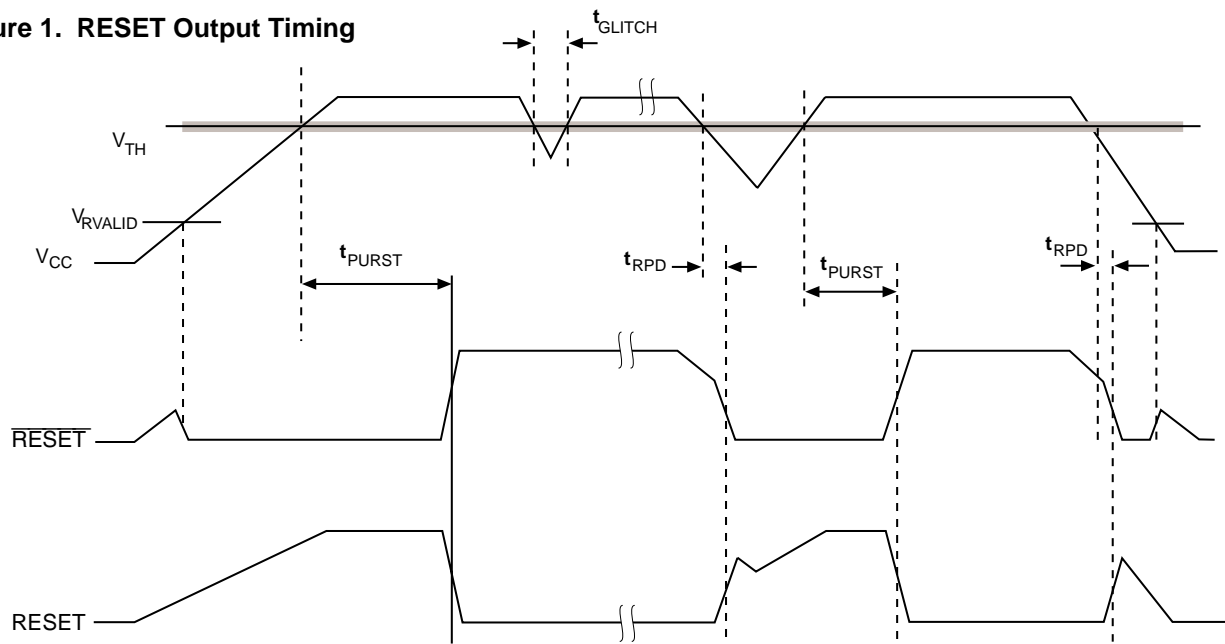 ure 1. RESET Output Timing
tGLITCH
VTH
VRVALID
VCC
tPURST
tRPD
tPURST
tRPD
RESET
RESET